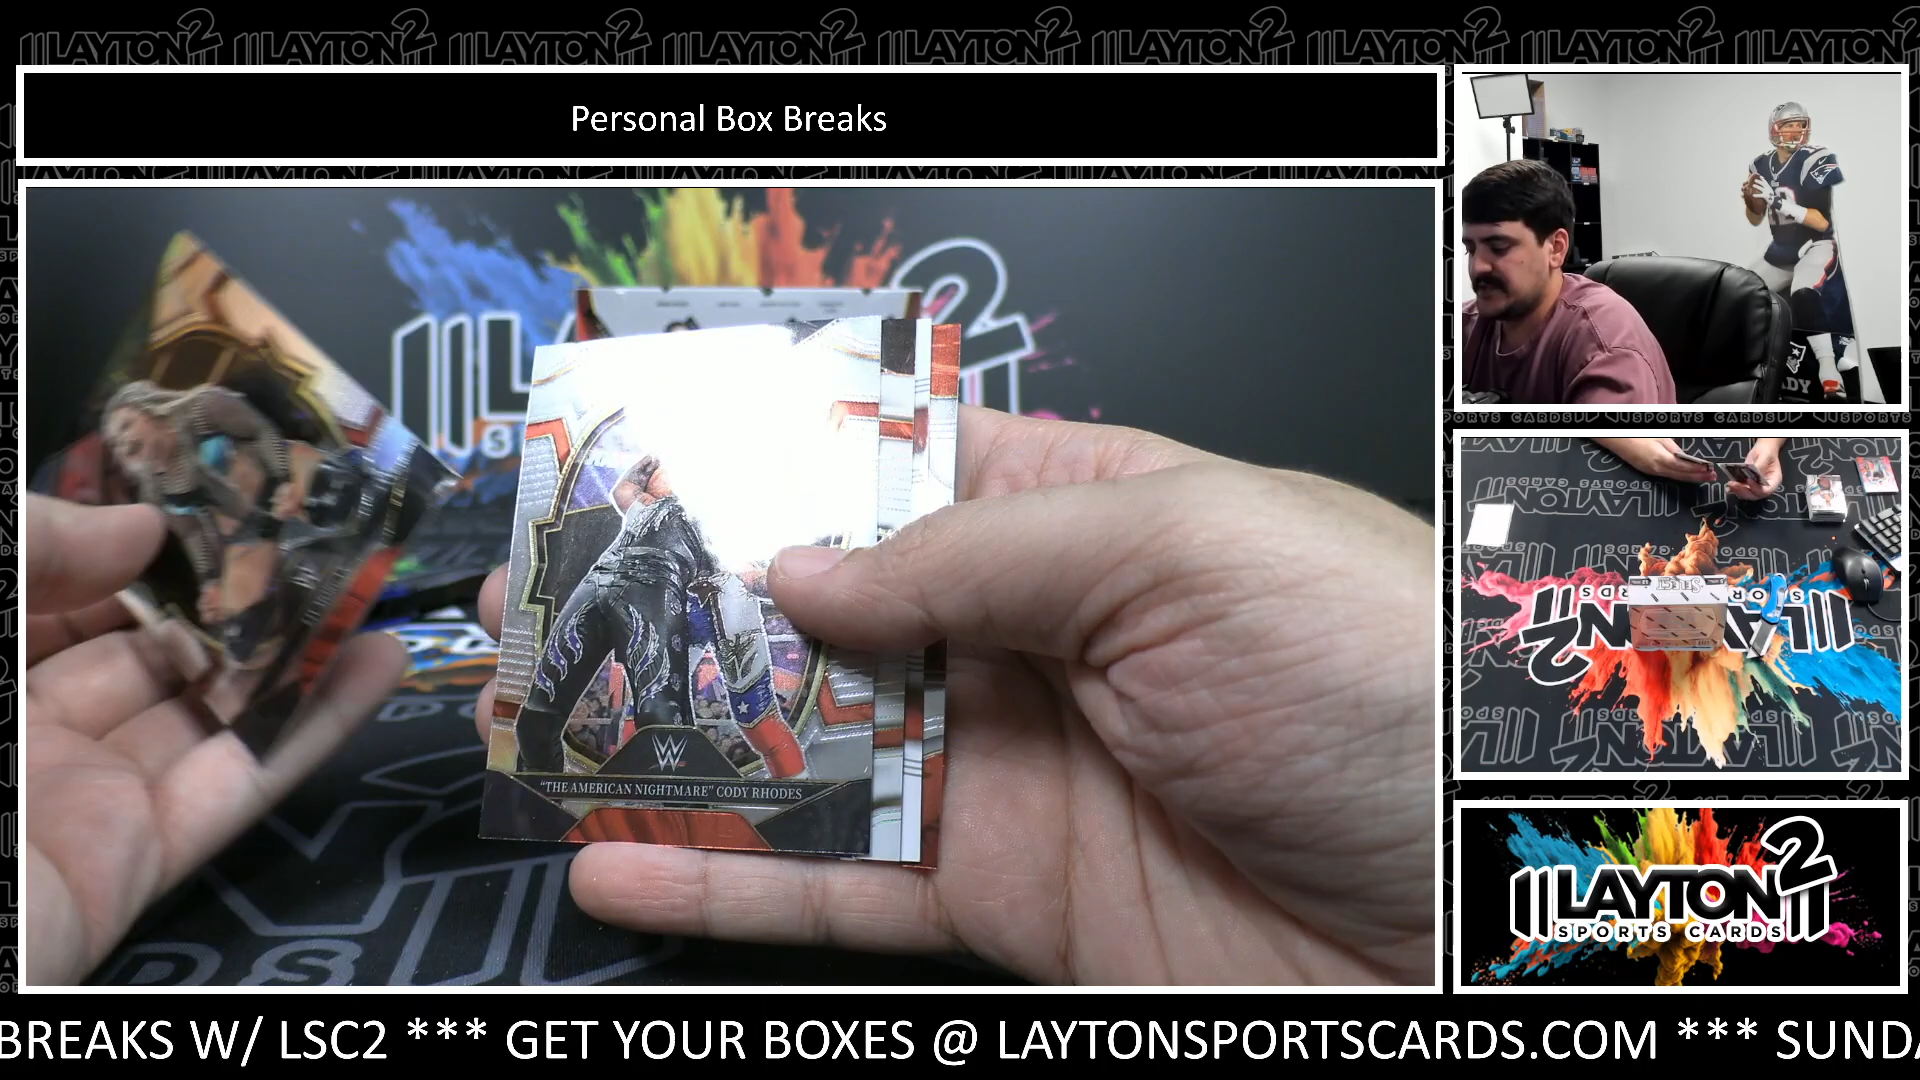 Personal Box Breaks
"THE AMERICAN NIGHTMARE" CODY RHODES
SELECT
LAYTON 2
SPORTS CARDS
BREAKS W/ LSC2 *** GET YOUR BOXES @ LAYTONSPORTSCARDS.COM *** SUNDA